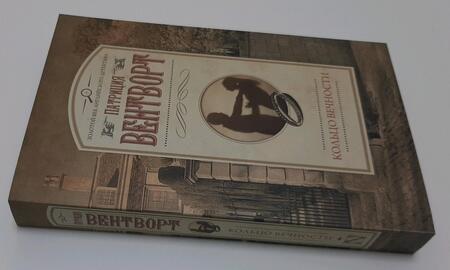 ЗОЛОТОЙ ВЕК АНГЛИЙСКОГО ДЕТЕКТИВА
ПАТРИЦИЯ
ВЕНТВОРТ
КОЛЬЦО ВЕЧНОСТИ
ВЕНТВОРТ
КОЛЬЦО ВЕЧНОСТИ